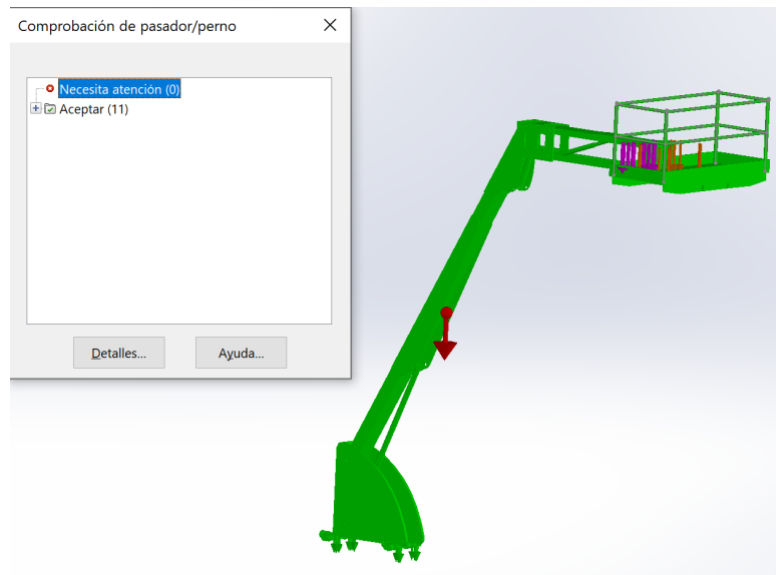 Comprobación de pasador/perno
Necesita atención (0)
Aceptar (11)
Detalles...
Ayuda...